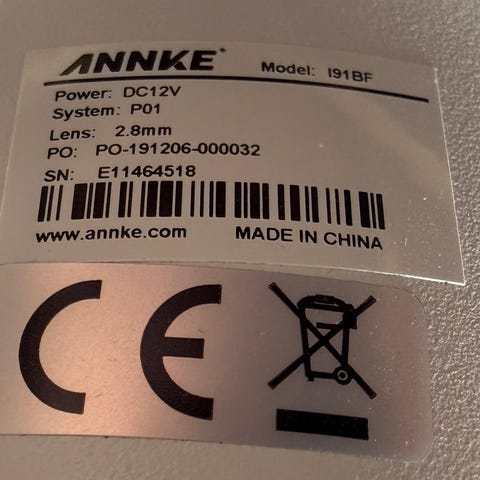 ANNKE® Model: I91BF
Power: DC12V
System: P01
Lens: 2.8mm
PO: PO-191206-000032
SN: E11464518
www.annke.com MADE IN CHINA
CE